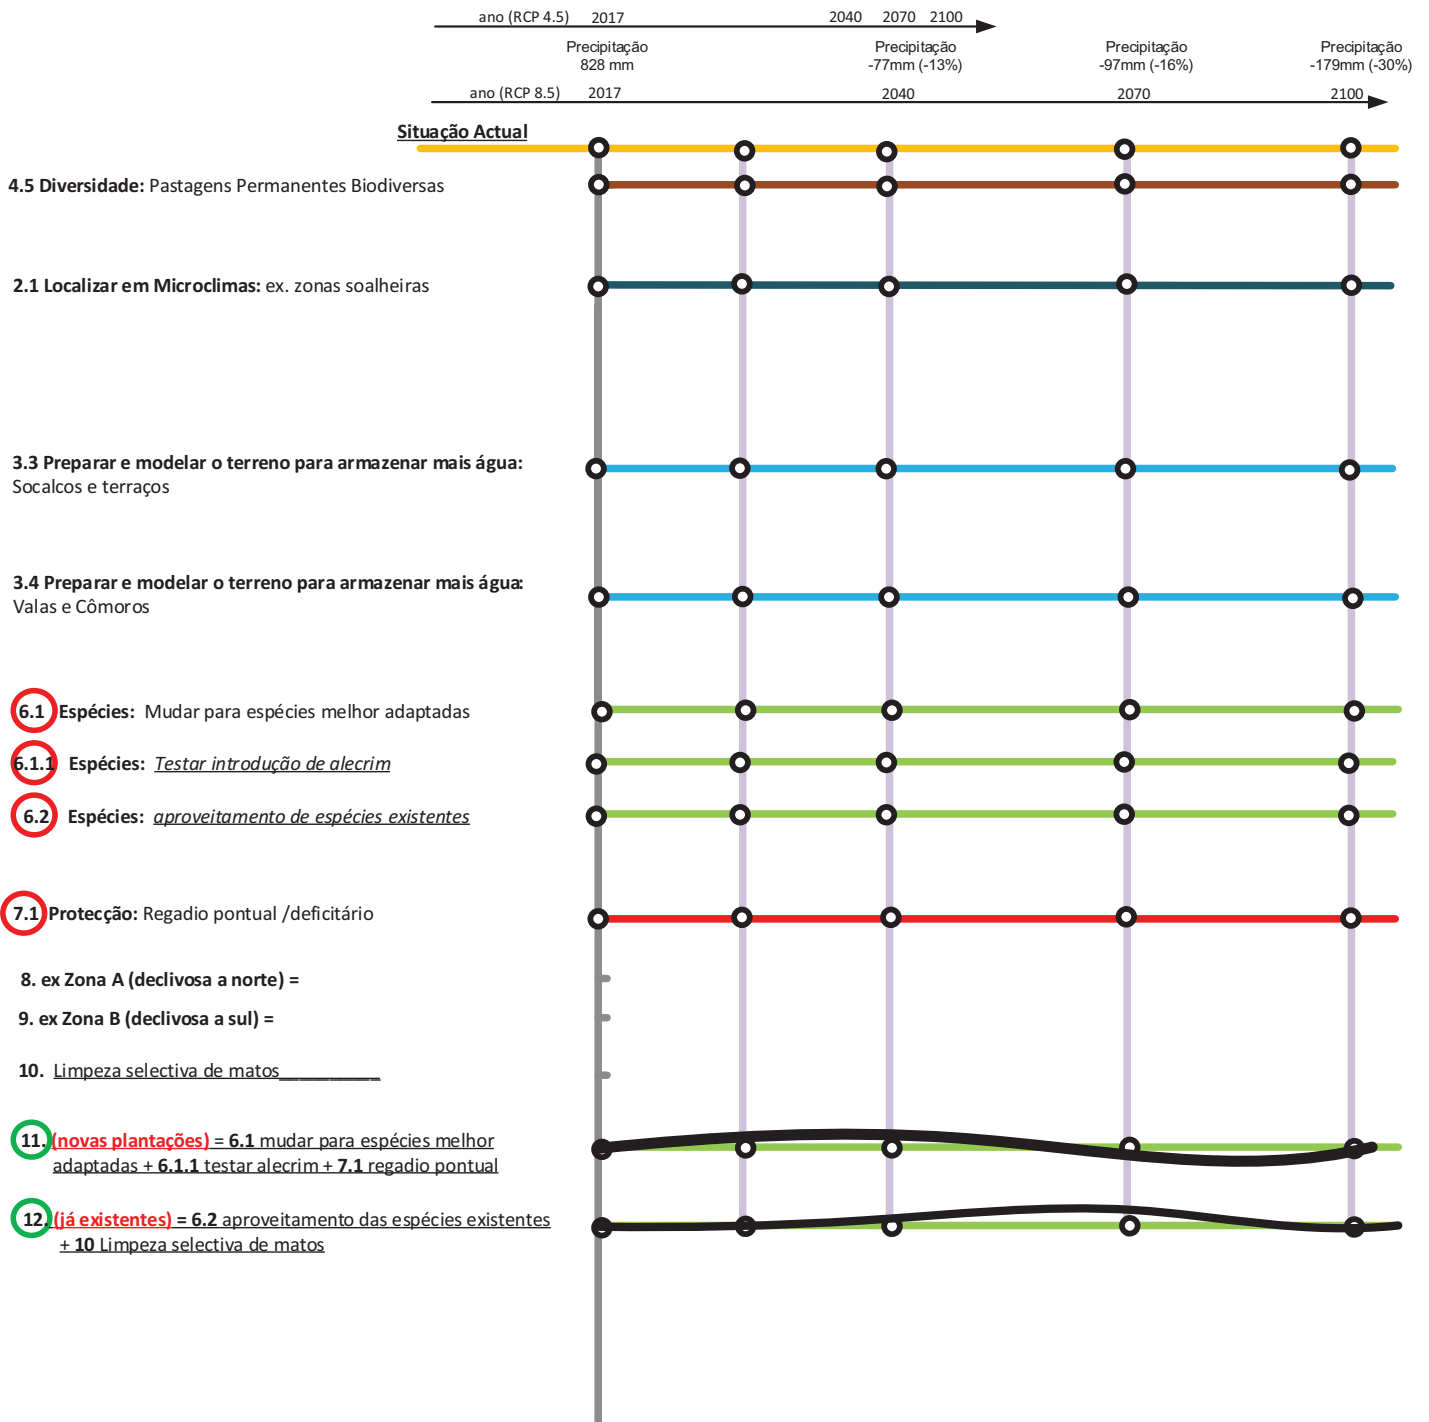 ano (RCP 4.5) 2017 2040 2070 2100
Precipitação Precipitação Precipitação Precipitação
828 mm -77mm (-13%) -97mm (-16%) -179mm (-30%)
ano (RCP 8.5) 2017 2040 2070 2100
Situação Actual
4.5 Diversidade: Pastagens Permanentes Biodiversas
2.1 Localizar em Microclimas: ex. zonas soalheiras
3.3 Preparar e modelar o terreno para armazenar mais água:
Socalcos e terraços
3.4 Preparar e modelar o terreno para armazenar mais água:
Valas e Cômoros
6.1 Espécies: Mudar para espécies melhor adaptadas
6.1.1 Espécies: Testar introdução de alecrim
6.2 Espécies: aproveitamento de espécies existentes
7.1 Protecção: Regadio pontual /deficitário
8. ex Zona A (declivosa a norte) =
9. ex Zona B (declivosa a sul) =
10. Limpeza selectiva de matos__________
11. (novas plantações) = 6.1 mudar para espécies melhor
adaptadas + 6.1.1 testar alecrim + 7.1 regadio pontual
12. (já existentes) = 6.2 aproveitamento das espécies existentes
+ 10 Limpeza selectiva de matos